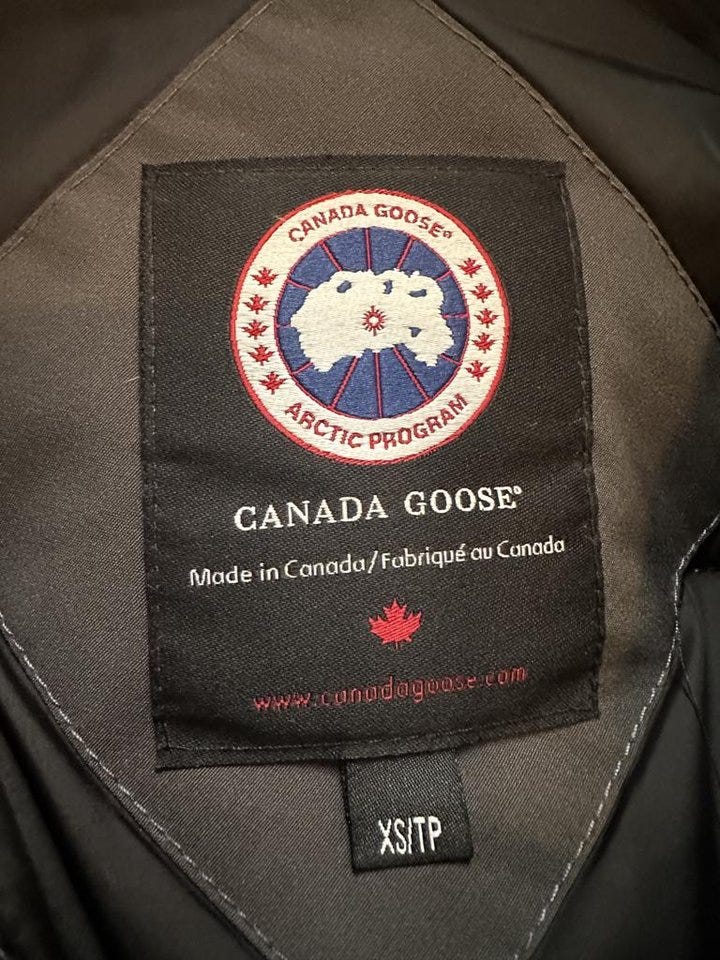 CANADA GOOSE®
ARCTIC PROGRAM
CANADA GOOSE®
Made in Canada/Fabriqué au Canada
www.canadagoose.com
XS/TP